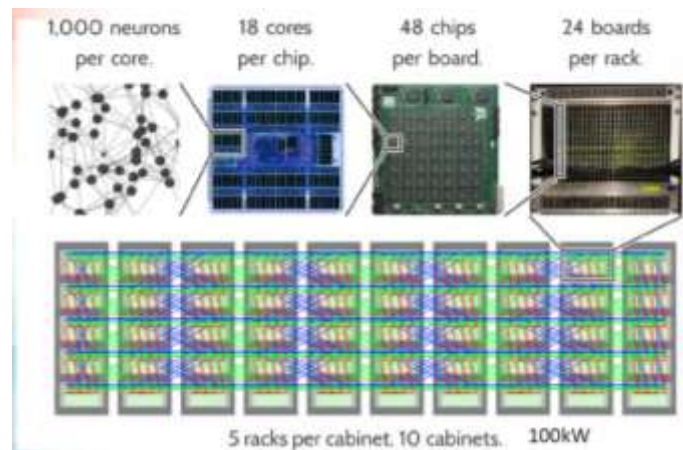 1,000 neurons
per core.
18 cores
per chip.
48 chips
per board.
24 boards
per rack.
5 racks per cabinet. 10 cabinets. 100kW